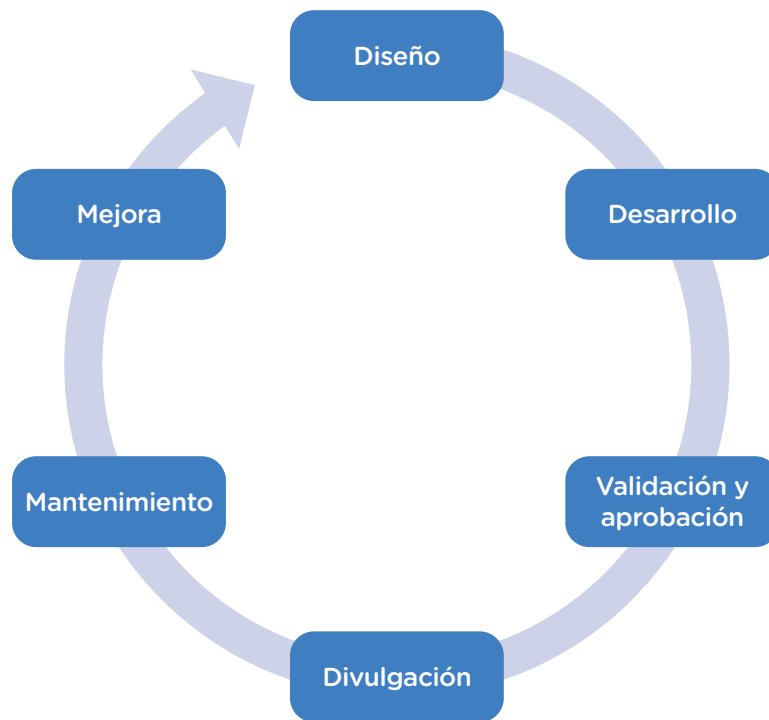 Diseño
Desarrollo
Validación y
aprobación
Divulgación
Mantenimiento
Mejora